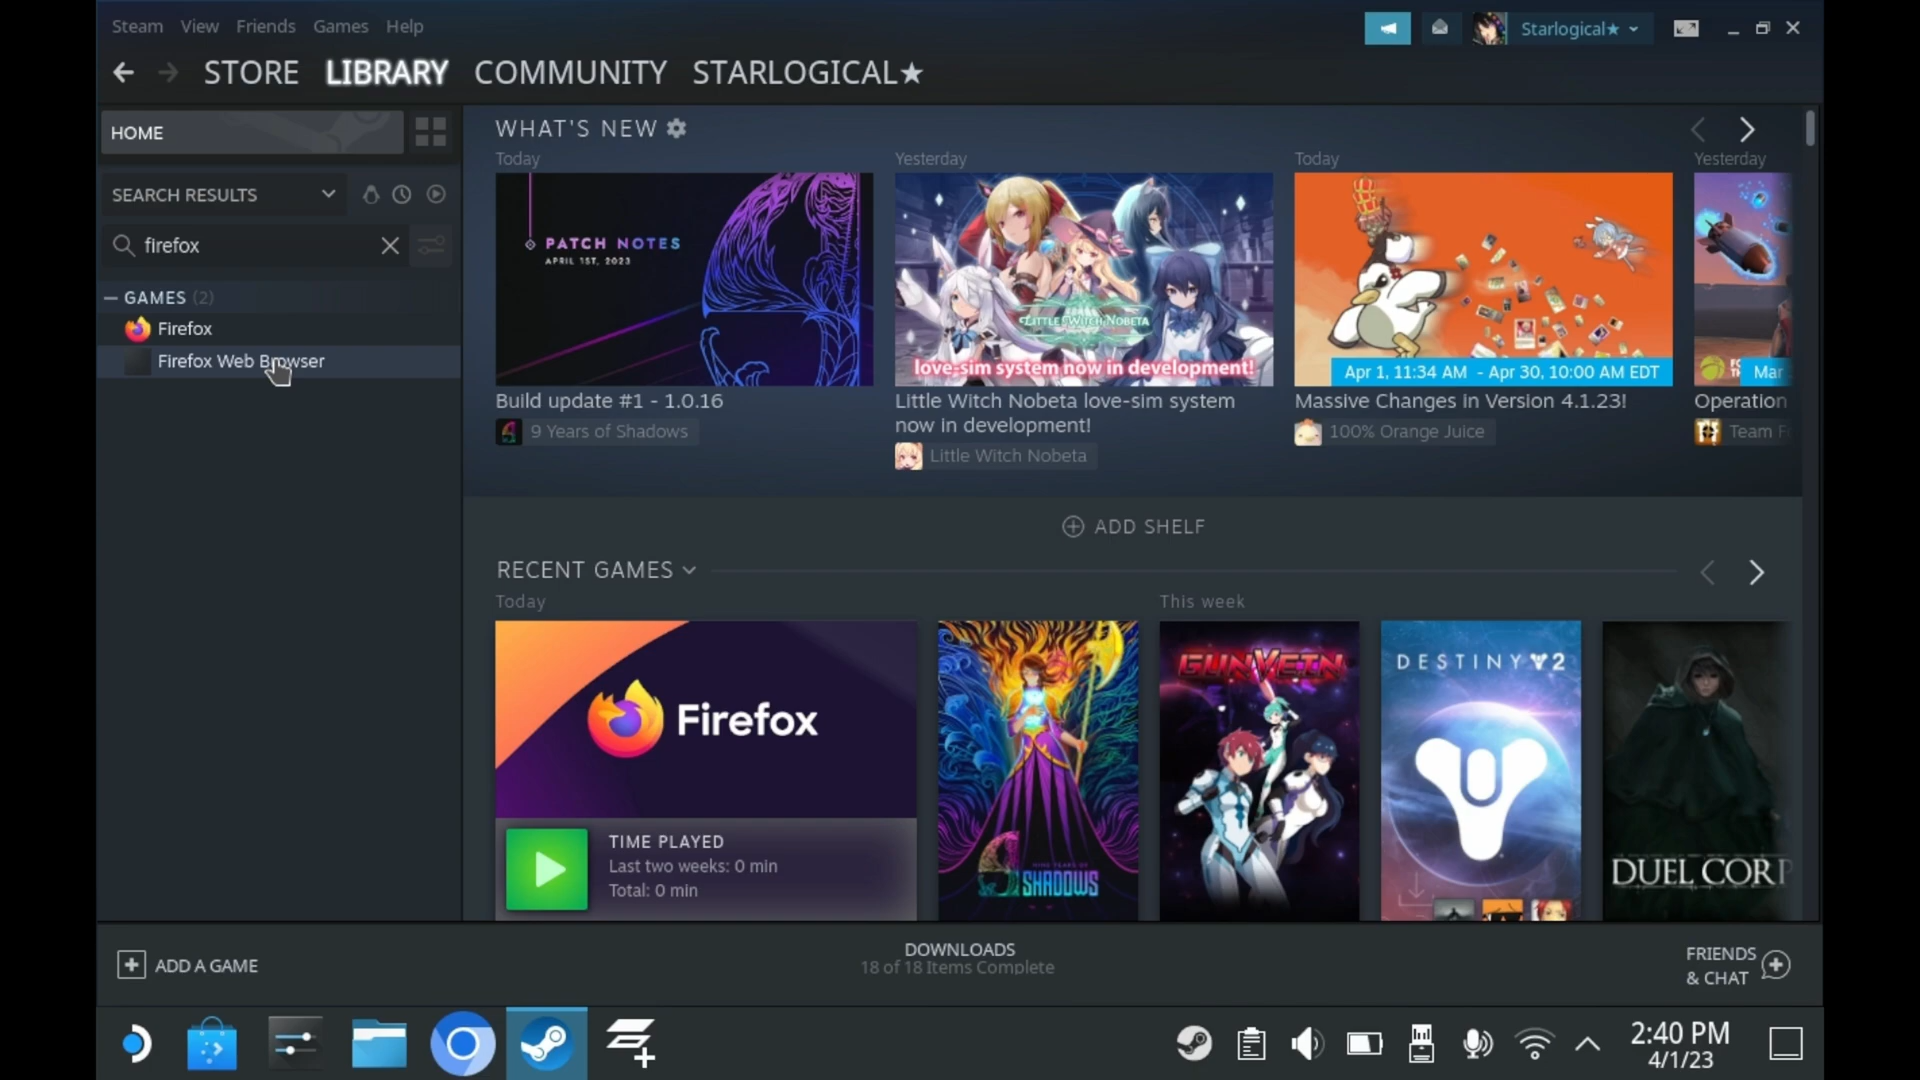 Steam View Friends Games Help
Starlogical★
STORE LIBRARY COMMUNITY STARLOGICAL★
HOME
SEARCH RESULTS
firefox
GAMES (2)
Firefox
Firefox Web Browser
WHAT'S NEW
Today
Yesterday
Today
Yesterday
PATCH NOTES
APRIL 1ST, 2023
LITTLE WITCH NOBETA
love-sim system now in development!
Apr 1, 11:34 AM - Apr 30, 10:00 AM EDT
Mar
Build update #1 - 1.0.16
9 Years of Shadows
Little Witch Nobeta love-sim system
now in development!
Little Witch Nobeta
Massive Changes in Version 4.1.23!
100% Orange Juice
Operation
Team F
ADD SHELF
RECENT GAMES
Today
This week
Firefox
TIME PLAYED
Last two weeks: 0 min
Total: 0 min
NINE YEARS OF
SHADOWS
GUNVEIN
DESTINY 2
DUEL CORP
ADD A GAME
DOWNLOADS
18 of 18 Items Complete
FRIENDS
& CHAT
2:40 PM
4/1/23